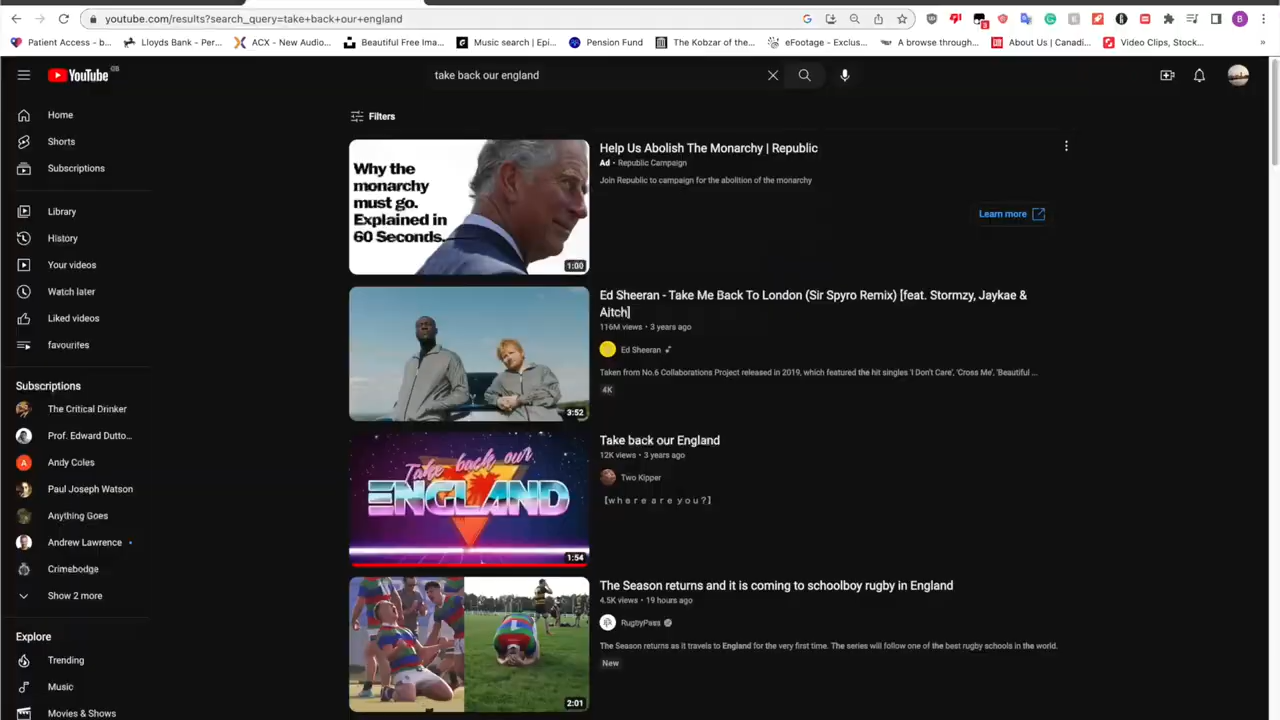 youtube.com/results?search_query=take+back+our+england
Patient Access - b...
Lloyds Bank - Per...
ACX - New Audio...
Beautiful Free Ima...
Music search | Epi...
Pension Fund
The Kobzar of the...
eFootage - Exclus...
A browse through...
About Us | Canadi...
Video Clips, Stock...
»
YouTube GB
take back our england
Home
Shorts
Subscriptions
Library
History
Your videos
Watch later
Liked videos
favourites
Subscriptions
The Critical Drinker
Prof. Edward Dutto...
Andy Coles
Paul Joseph Watson
Anything Goes
Andrew Lawrence
Crimebodge
Show 2 more
Explore
Trending
Music
Movies & Shows
Filters
Why the
monarchy
must go.
Explained in
60 Seconds.
1:00
Help Us Abolish The Monarchy | Republic
Ad • Republic Campaign
Join Republic to campaign for the abolition of the monarchy
Learn more
3:52
Ed Sheeran - Take Me Back To London (Sir Spyro Remix) [feat. Stormzy, Jaykae &
Aitch]
116M views • 3 years ago
Ed Sheeran
Taken from No.6 Collaborations Project released in 2019, which featured the hit singles 'I Don't Care', 'Cross Me', 'Beautiful ...
4K
Take back our
ENGLAND
1:54
Take back our England
12K views • 3 years ago
Two Kipper
【w h e r e a r e y o u ?】
2:01
The Season returns and it is coming to schoolboy rugby in England
4.5K views • 19 hours ago
RugbyPass
The Season returns as it travels to England for the very first time. The series will follow one of the best rugby schools in the world.
New